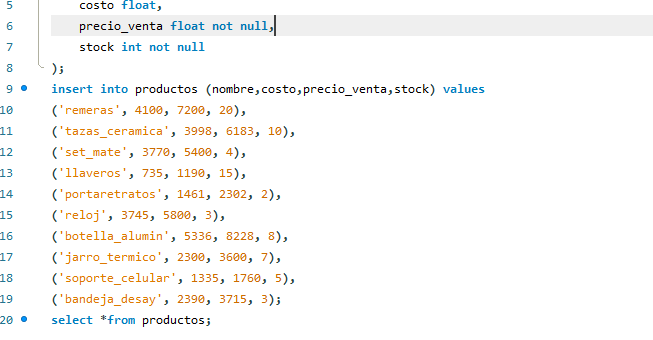 5 costo float,
6 precio_venta float not null,
7 stock int not null
8 );
9 insert into productos (nombre,costo,precio_venta,stock) values
10 ('remeras', 4100, 7200, 20),
11 ('tazas_ceramica', 3998, 6183, 10),
12 ('set_mate', 3770, 5400, 4),
13 ('llaveros', 735, 1190, 15),
14 ('portaretratos', 1461, 2302, 2),
15 ('reloj', 3745, 5800, 3),
16 ('botella_alumin', 5336, 8228, 8),
17 ('jarro_termico', 2300, 3600, 7),
18 ('soporte_celular', 1335, 1760, 5),
19 ('bandeja_desay', 2390, 3715, 3);
20 select *from productos;